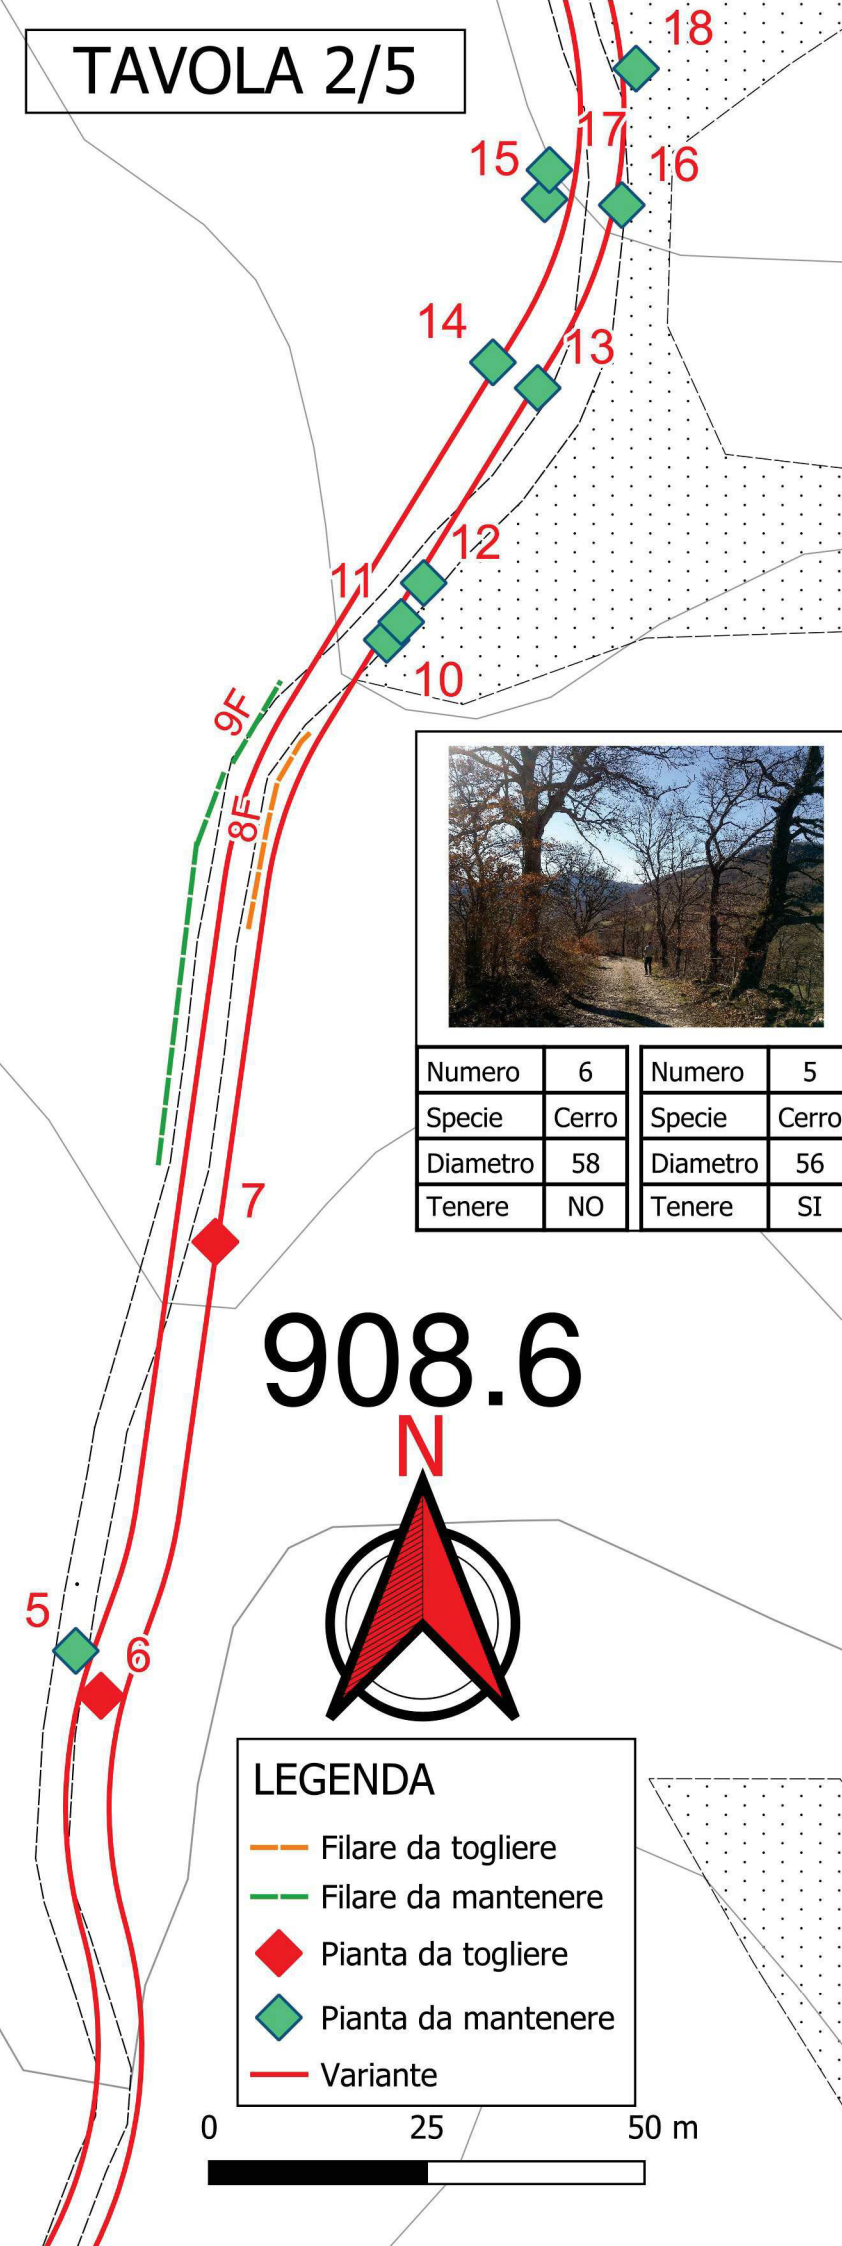 TAVOLA 2/5
18
17
15
16
14
13
12
11
10
9F
8F
Numero 6 Numero 5
Specie Cerro Specie Cerro
Diametro 58 Diametro 56
Tenere NO Tenere SI
7
908.6
N
5
6
LEGENDA
Filare da togliere
Filare da mantenere
Pianta da togliere
Pianta da mantenere
Variante
0 25 50 m